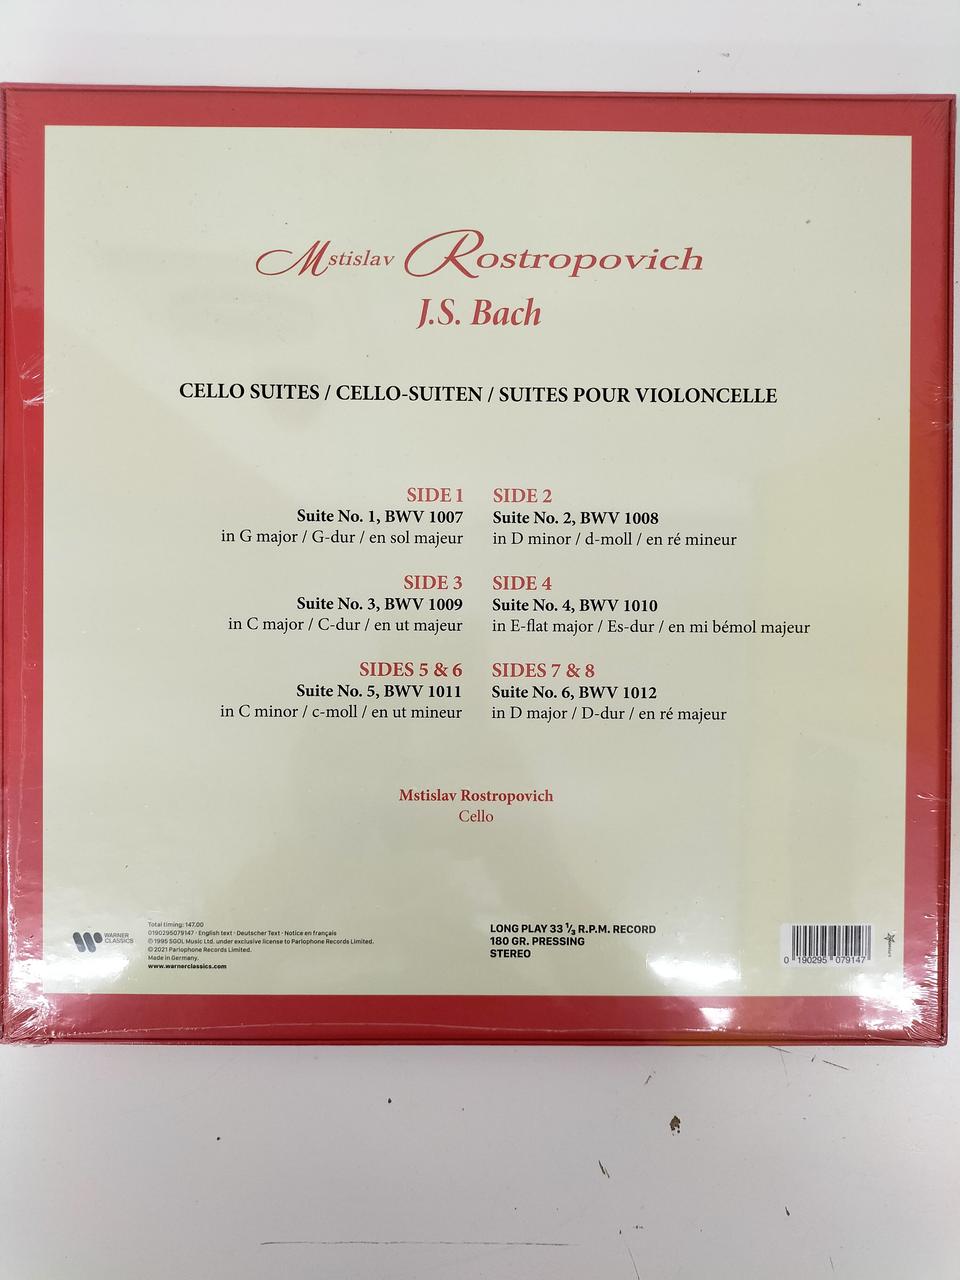 Mstislav Rostropovich
J.S. Bach
CELLO SUITES / CELLO-SUITEN / SUITES POUR VIOLONCELLE
SIDE 1
Suite No. 1, BWV 1007
in G major / G-dur / en sol majeur
SIDE 2
Suite No. 2, BWV 1008
in D minor / d-moll / en ré mineur
SIDE 3
Suite No. 3, BWV 1009
in C major / C-dur / en ut majeur
SIDE 4
Suite No. 4, BWV 1010
in E-flat major / Es-dur / en mi bémol majeur
SIDES 5 & 6
Suite No. 5, BWV 1011
in C minor / c-moll / en ut mineur
SIDES 7 & 8
Suite No. 6, BWV 1012
in D major / D-dur / en ré majeur
Mstislav Rostropovich
Cello
WARNER
CLASSICS
Total timing: 147.00
0190295079147 · English text · Deutscher Text · Notice en français
℗ 1995 SGOL Music Ltd. under exclusive license to Parlophone Records Limited.
© 2021 Parlophone Records Limited.
Made in Germany.
www.warnerclassics.com
LONG PLAY 33 ⅓ R.P.M. RECORD
180 GR. PRESSING
STEREO
0 190295 079147